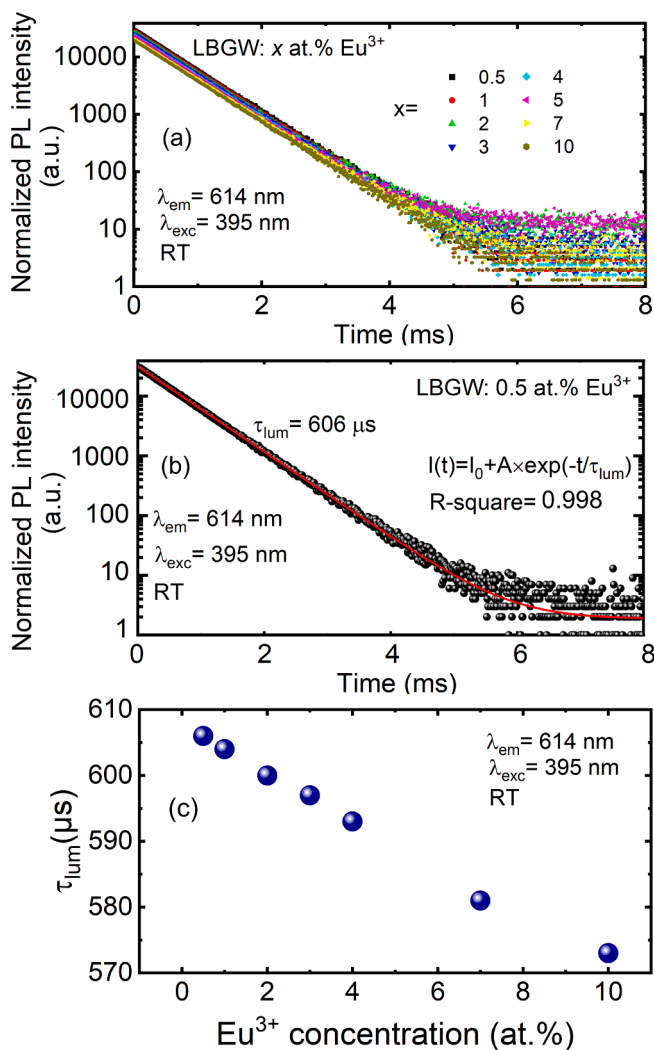 LBGW: x at.% Eu³⁺
x=
0.5 4
1 5
2 7
3 10
(a)
λem= 614 nm
λexc= 395 nm
RT
Normalized PL intensity
(a.u.)
10000
1000
100
10
1
0 2 4 6 8
Time (ms)
LBGW: 0.5 at.% Eu³⁺
τlum= 606 μs
(b)
I(t)=I₀+A×exp(-t/τlum)
R-square= 0.998
λem= 614 nm
λexc= 395 nm
RT
Normalized PL intensity
(a.u.)
10000
1000
100
10
1
0 2 4 6 8
Time (ms)
610
600
590
580
570
λem= 614 nm
λexc= 395 nm
RT
(c)
τlum(μs)
0 2 4 6 8 10
Eu³⁺ concentration (at.%)